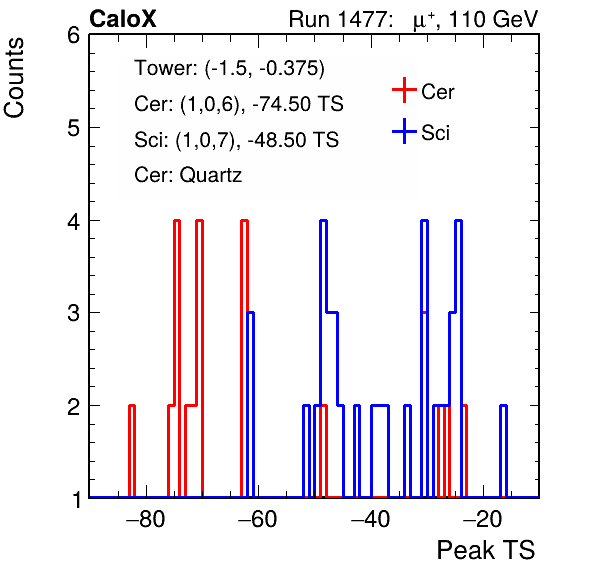 CaloX Run 1477: μ⁺, 110 GeV
Counts
Tower: (-1.5, -0.375)
Cer: (1,0,6), -74.50 TS
Sci: (1,0,7), -48.50 TS
Cer: Quartz
Cer
Sci
6
5
4
3
2
1
−80 −60 −40 −20
Peak TS